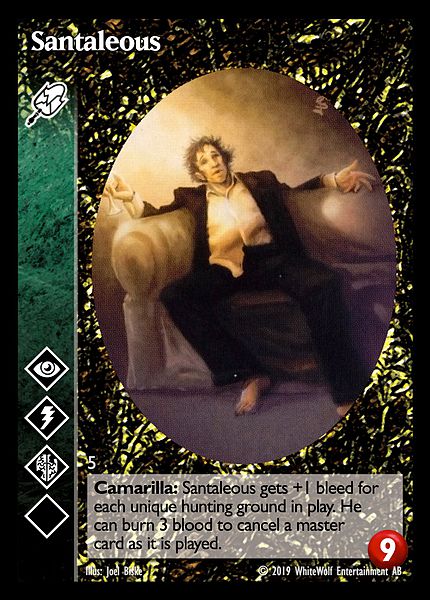 Santaleous
5
Camarilla: Santaleous gets +1 bleed for
each unique hunting ground in play. He
can burn 3 blood to cancel a master
card as it is played.
9
Illus: Joel Biske © 2019 WhiteWolf Entertainment AB